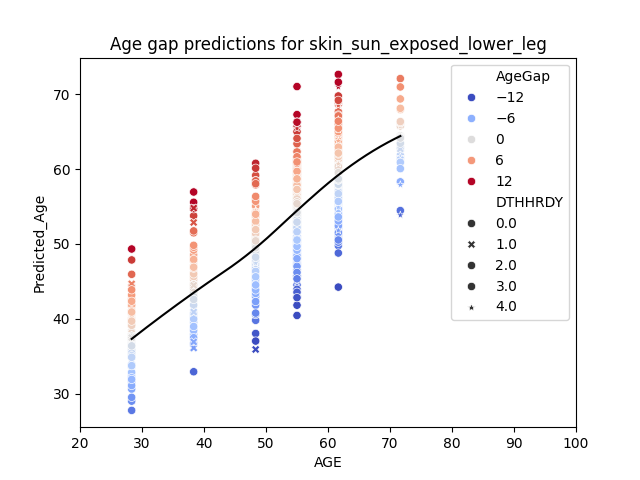 Age gap predictions for skin_sun_exposed_lower_leg
Predicted_Age
70
60
50
40
30
20 30 40 50 60 70 80 90 100
AGE
AgeGap
−12
−6
0
6
12
DTHHRDY
0.0
1.0
2.0
3.0
4.0